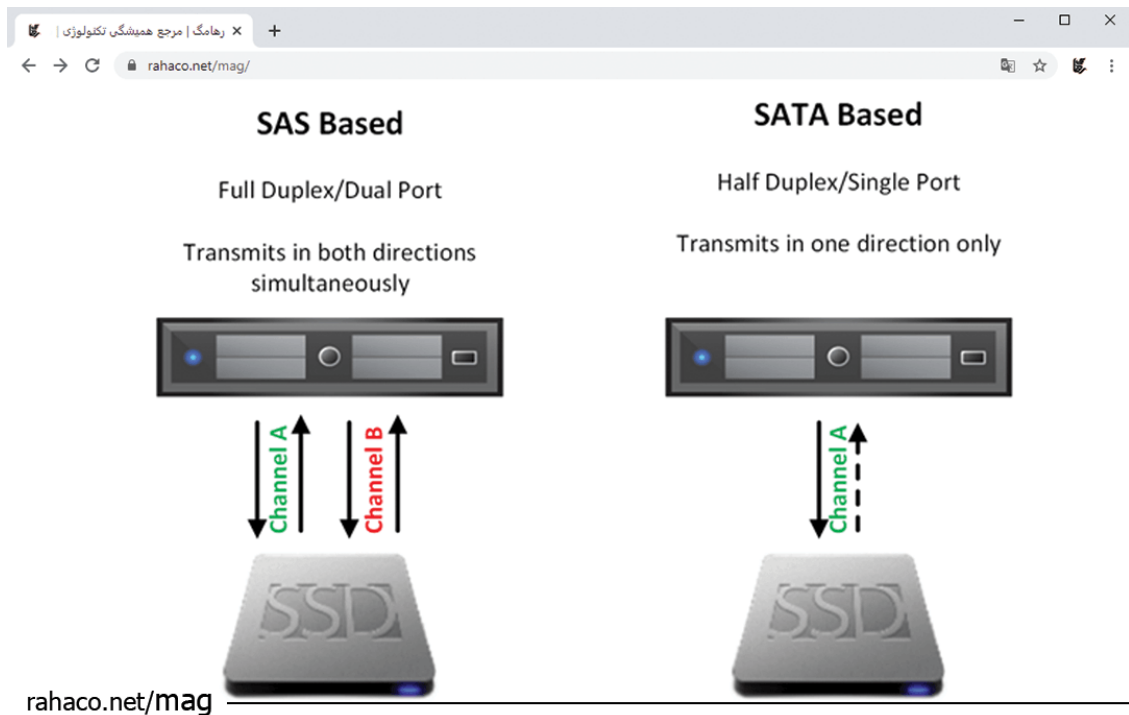 رهامگ | مرجع همیشگی تکنولوژی |
rahaco.net/mag/
SAS Based
Full Duplex/Dual Port
Transmits in both directions
simultaneously
Channel A
Channel B
SSD
SATA Based
Half Duplex/Single Port
Transmits in one direction only
Channel A
SSD
rahaco.net/mag